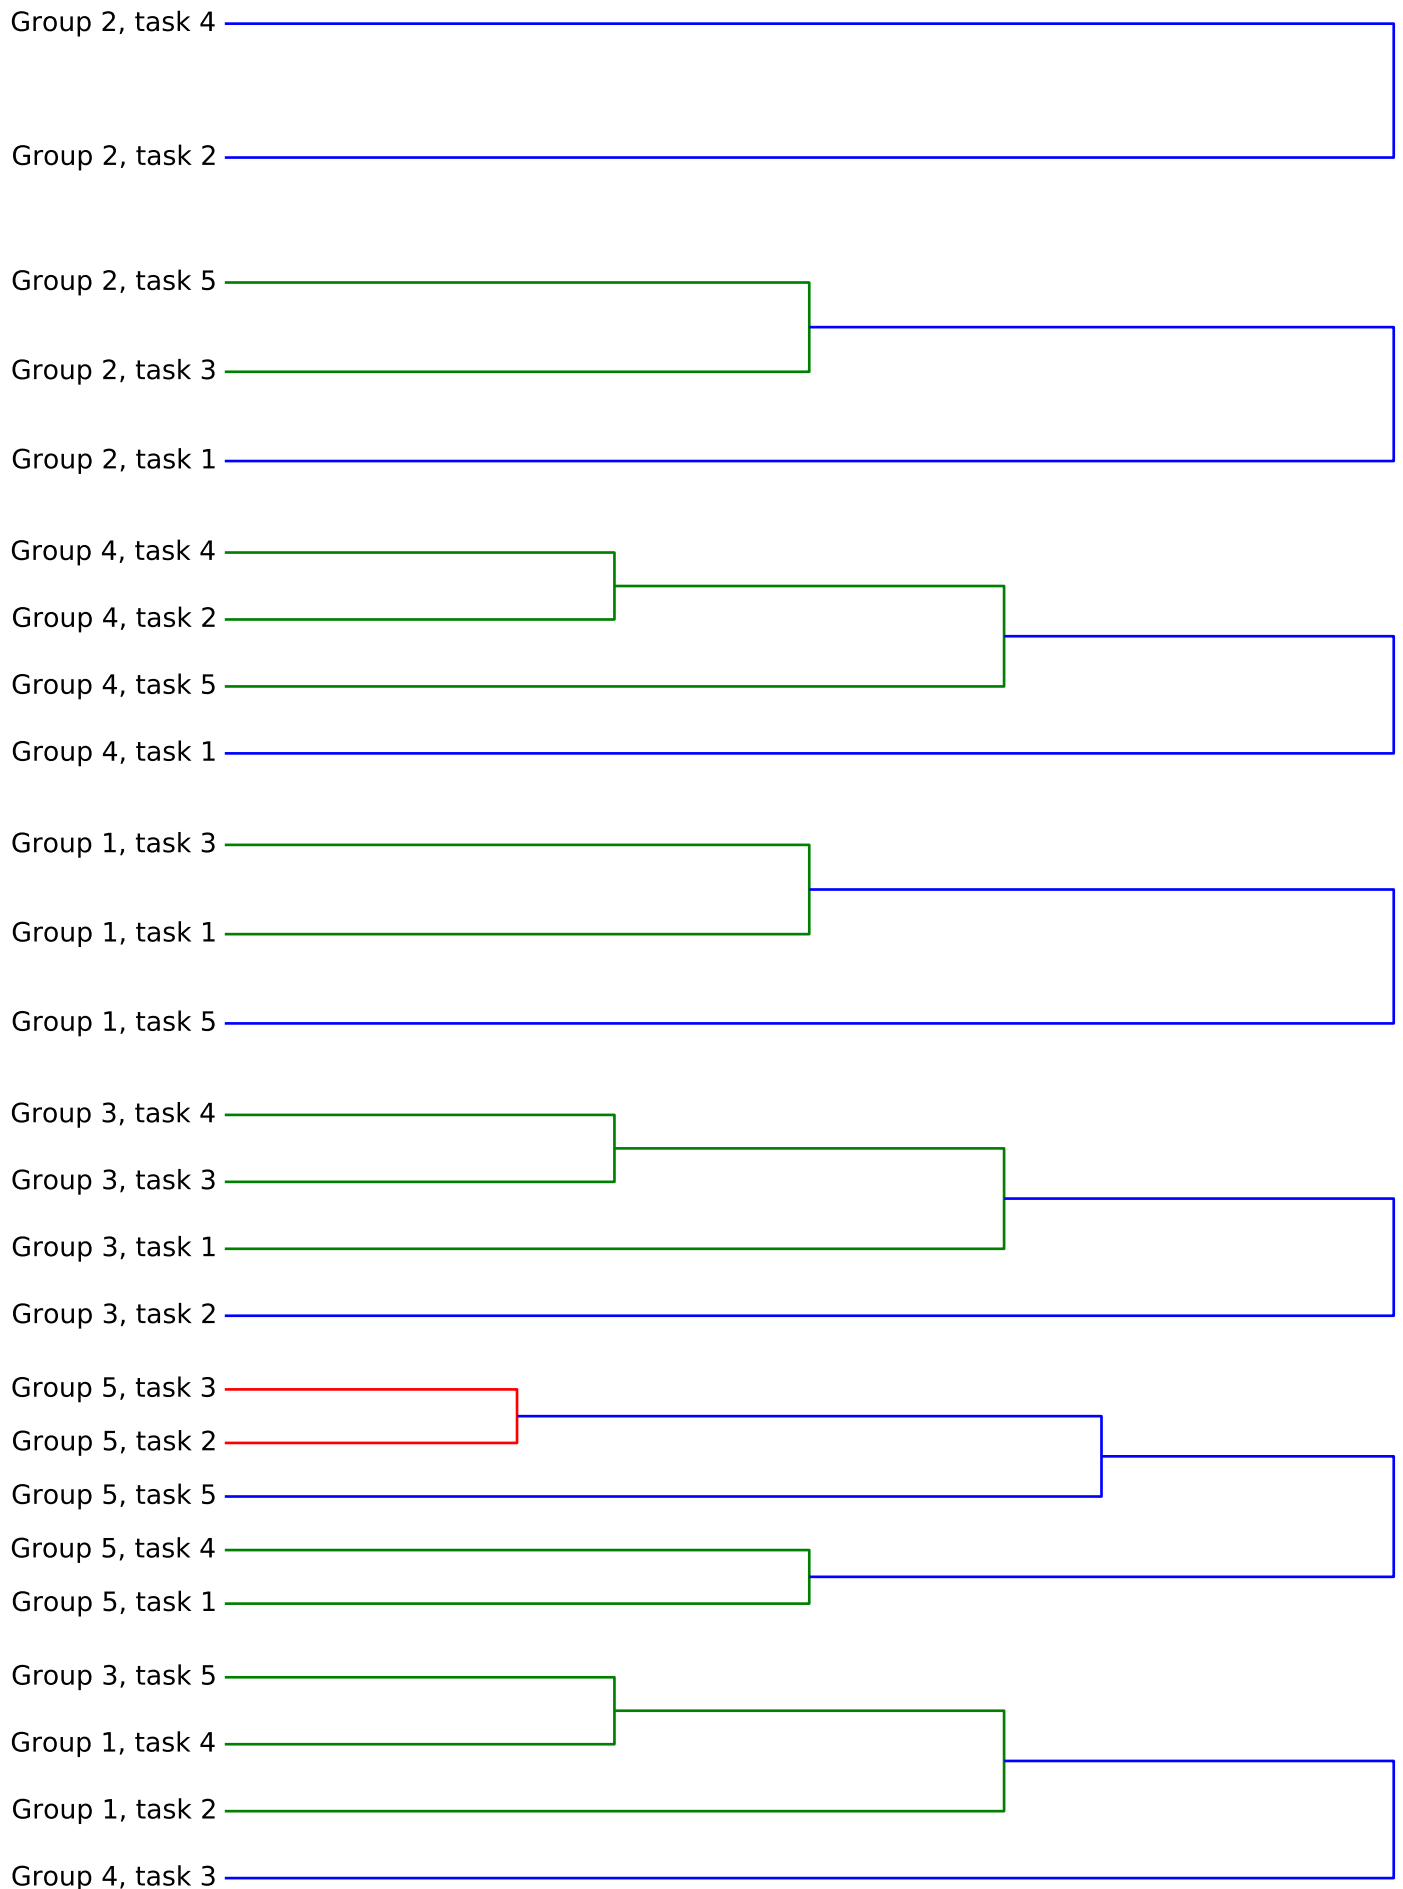 Group 2, task 4
Group 2, task 2
Group 2, task 5
Group 2, task 3
Group 2, task 1
Group 4, task 4
Group 4, task 2
Group 4, task 5
Group 4, task 1
Group 1, task 3
Group 1, task 1
Group 1, task 5
Group 3, task 4
Group 3, task 3
Group 3, task 1
Group 3, task 2
Group 5, task 3
Group 5, task 2
Group 5, task 5
Group 5, task 4
Group 5, task 1
Group 3, task 5
Group 1, task 4
Group 1, task 2
Group 4, task 3